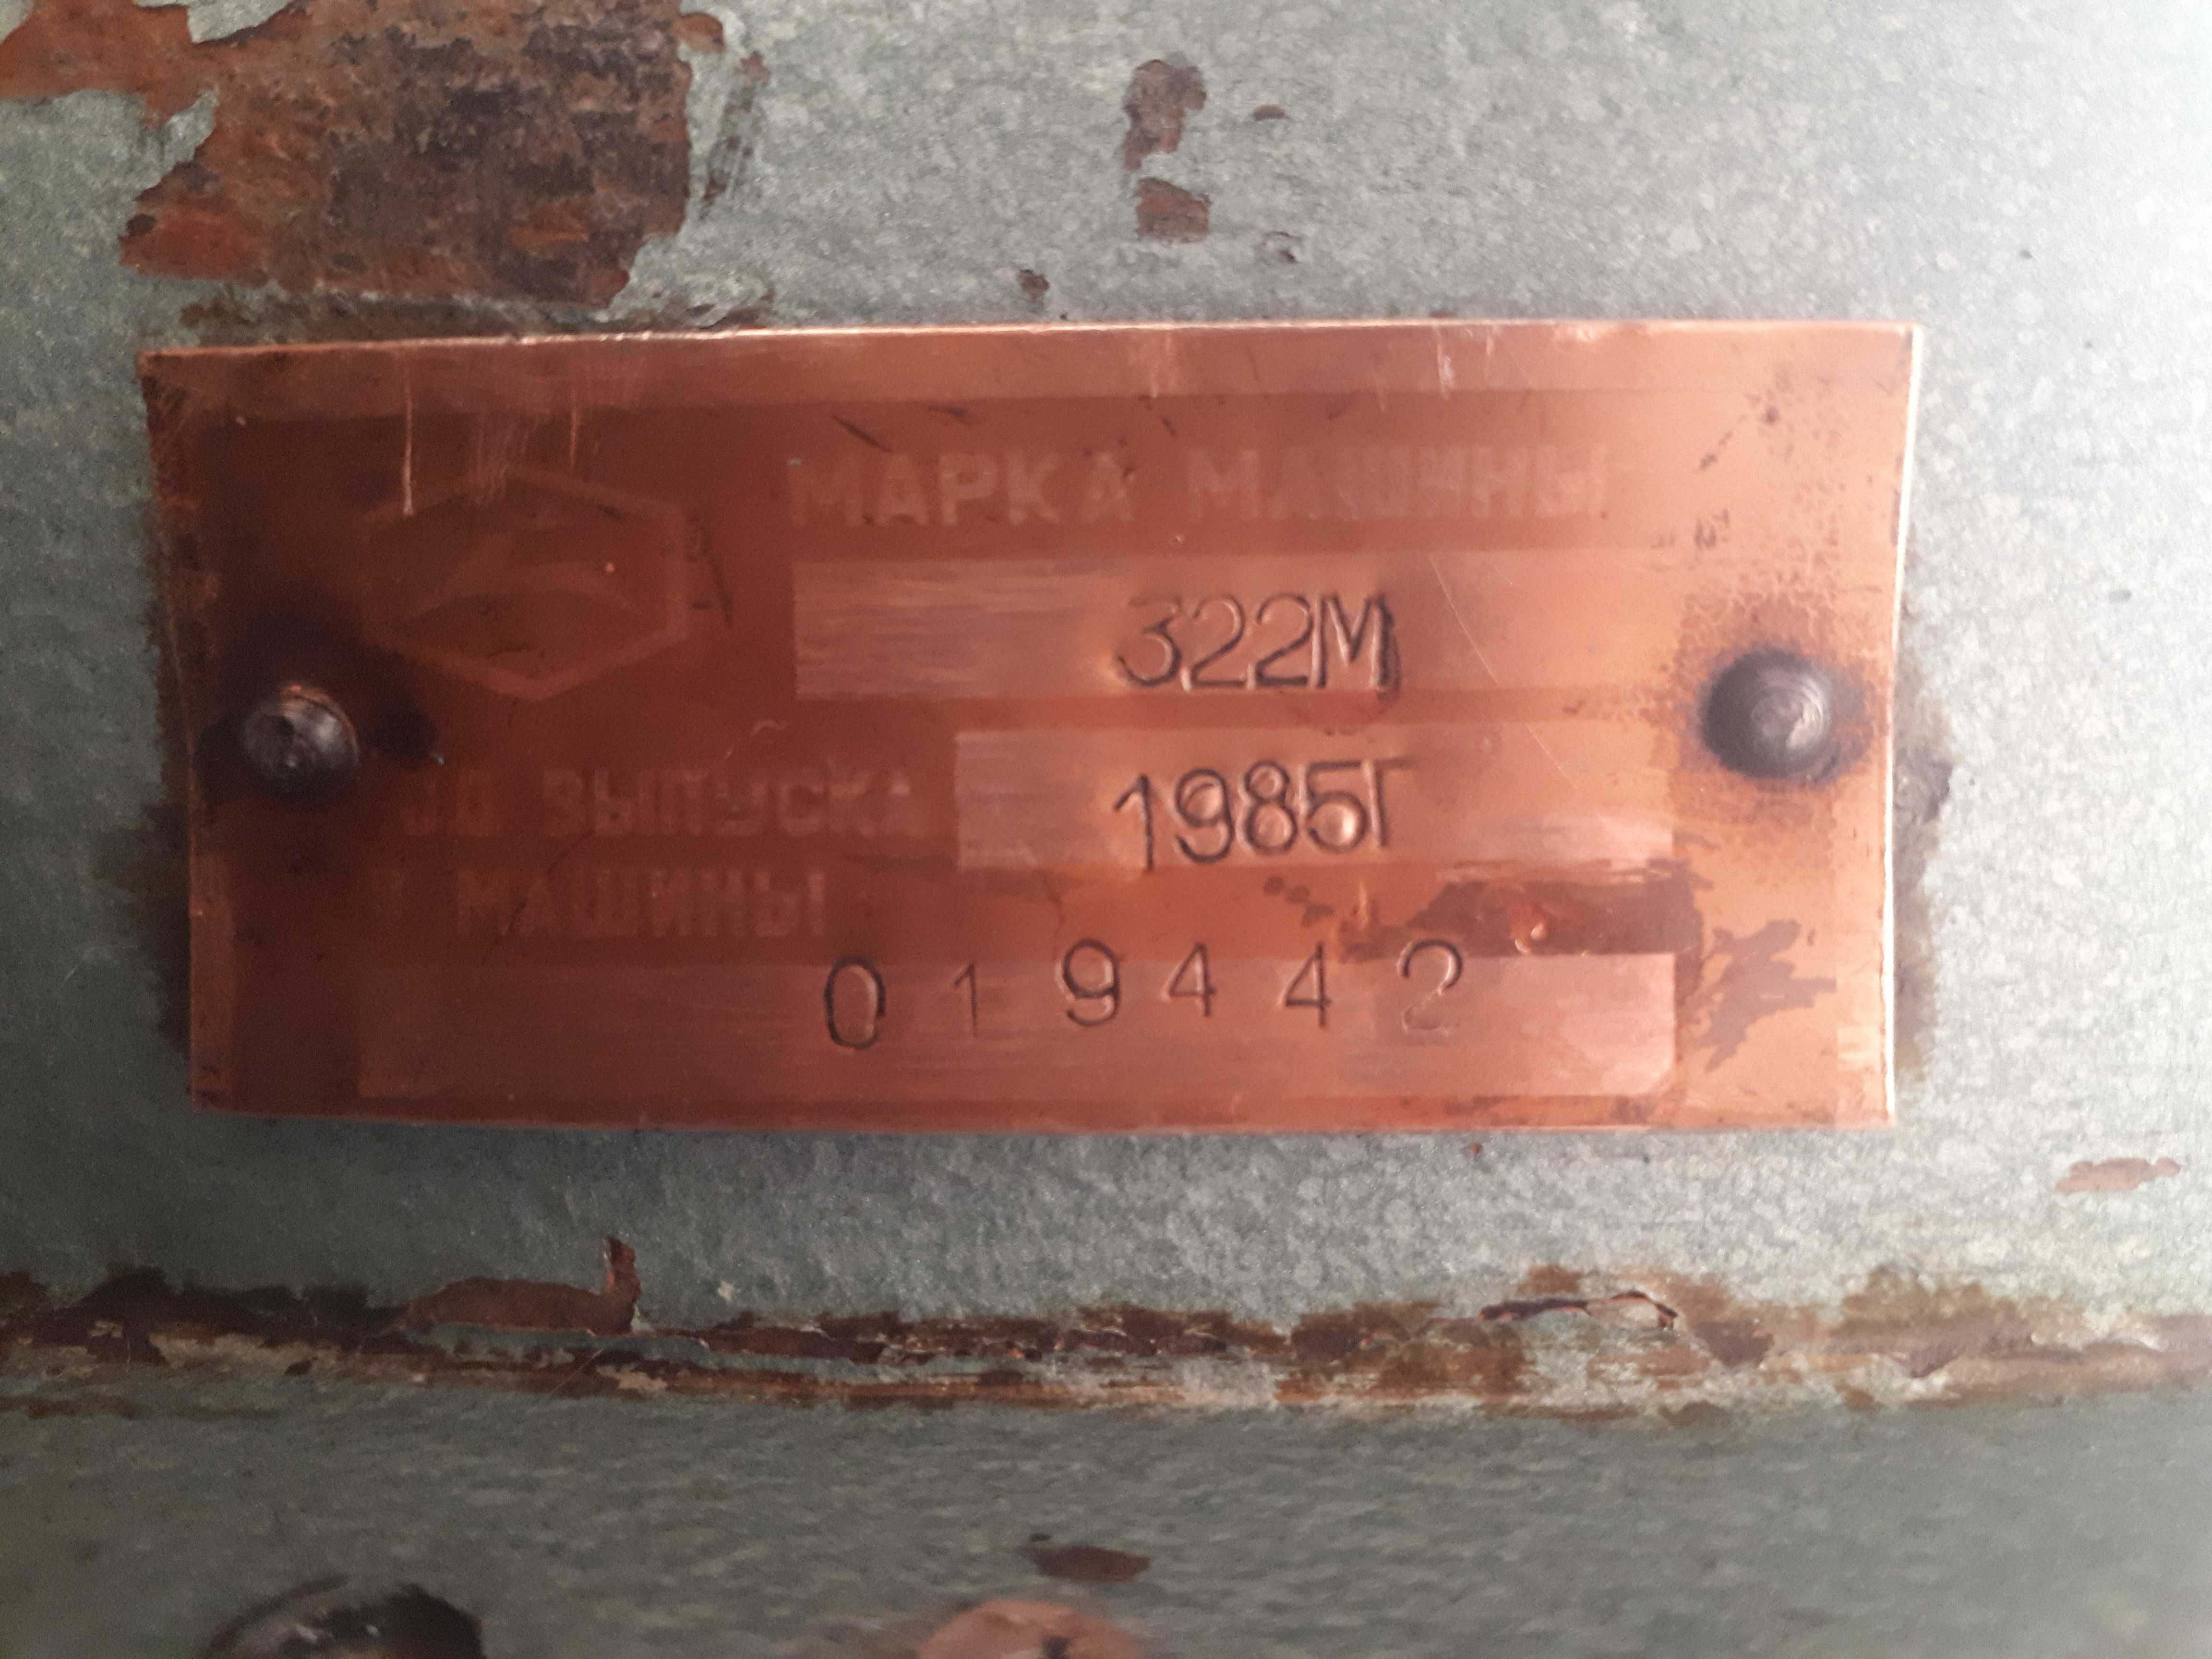 МАРКА МАШИНЫ
322М
ВЫПУСКА 1985Г
МАШИНЫ
019442